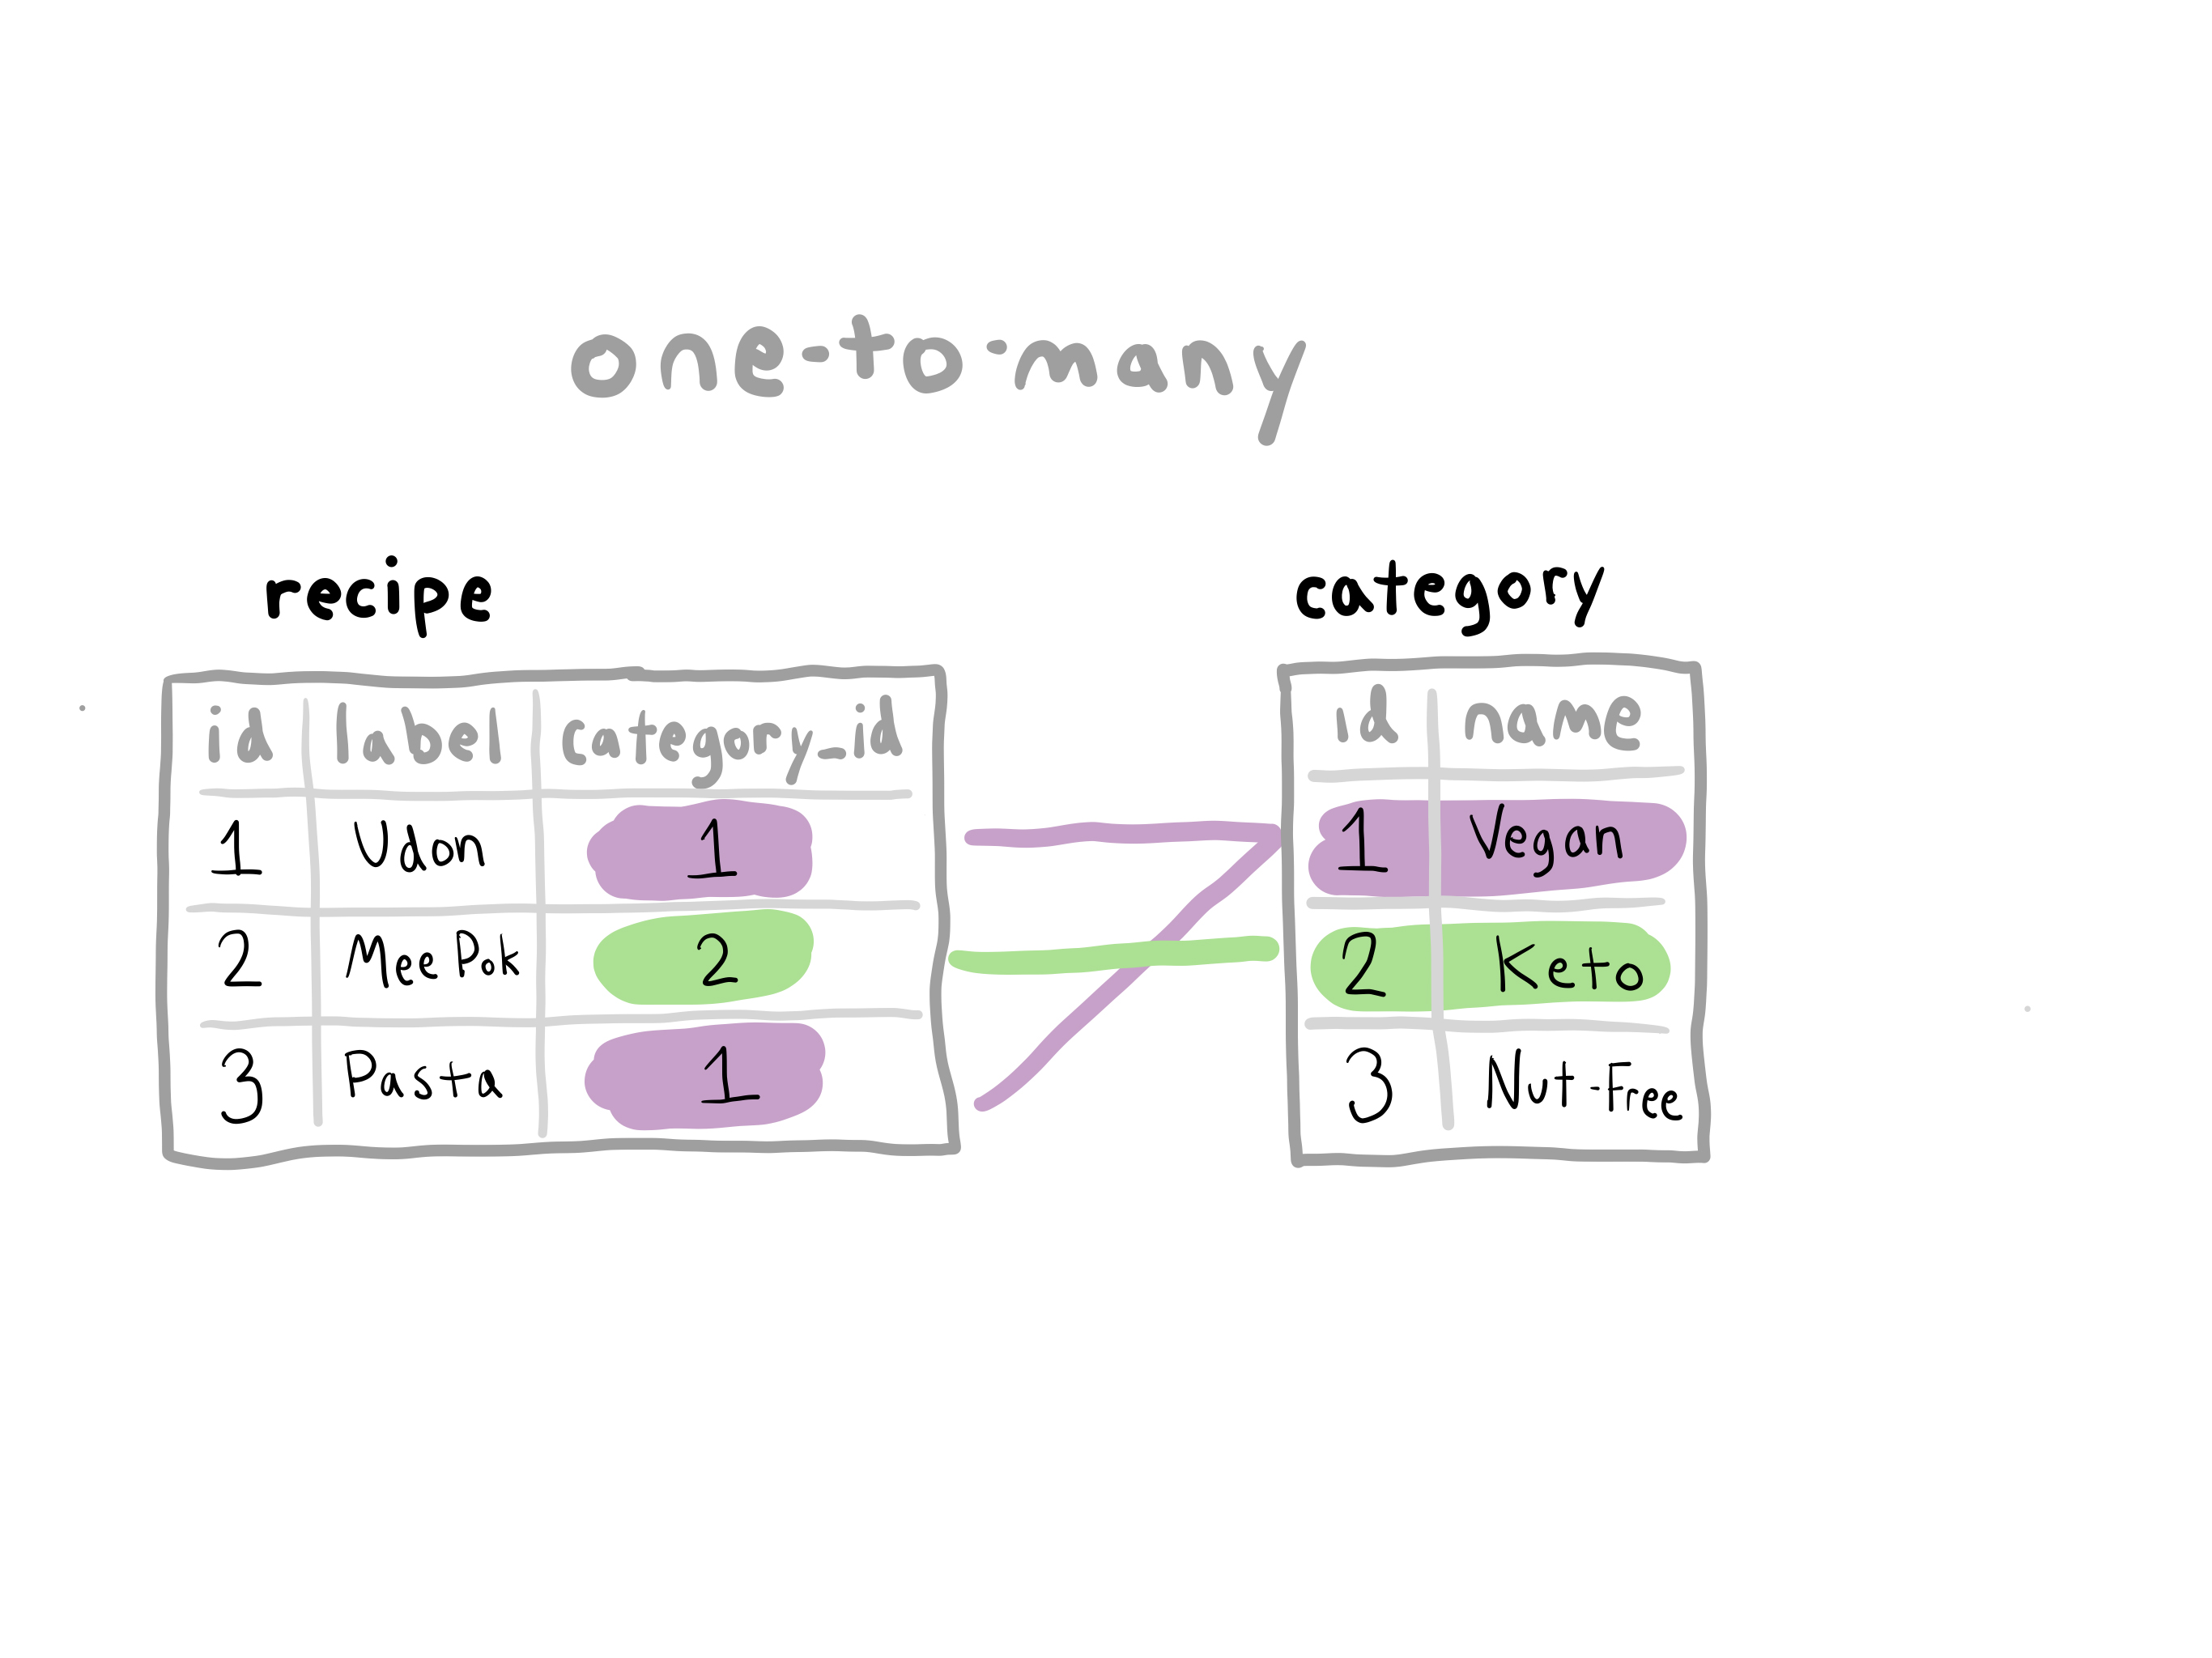 one-to-many
recipe
category
id label category_id
1 Udon 1
2 Mee Pok 2
3 Pasta 1
id name
1 Vegan
2 Keto
3 Nut free